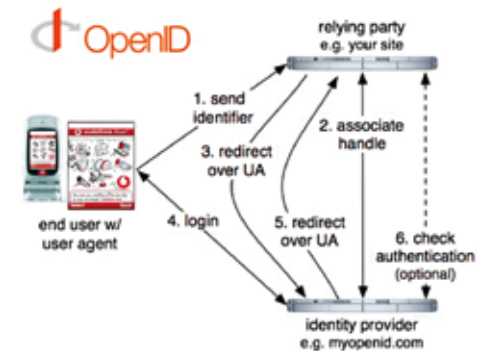 OpenID
relying party
e.g. your site
1. send
identifier
2. associate
handle
3. redirect
over UA
4. login
5. redirect
over UA
6. check
authentication
(optional)
end user w/
user agent
identity provider
e.g. myopenid.com